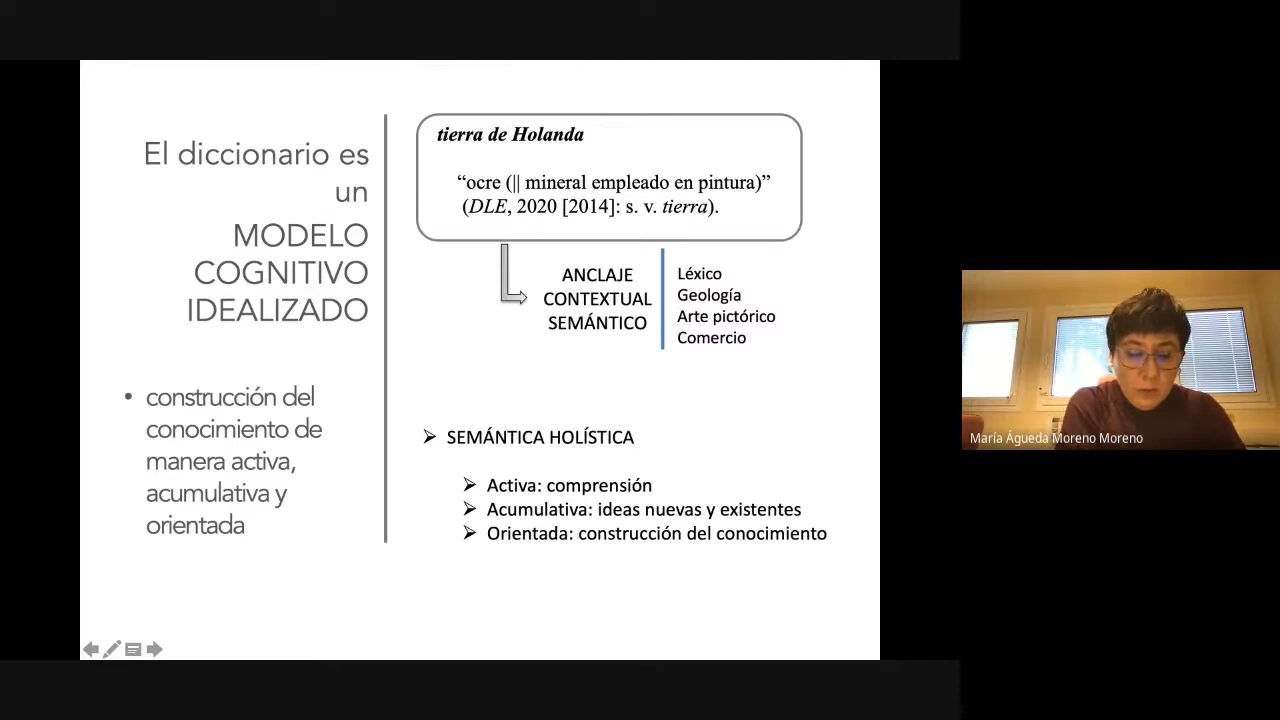 El diccionario es
un
MODELO
COGNITIVO
IDEALIZADO
• construcción del
conocimiento de
manera activa,
acumulativa y
orientada
tierra de Holanda
“ocre (|| mineral empleado en pintura)”
(DLE, 2020 [2014]: s. v. tierra).
ANCLAJE
CONTEXTUAL
SEMÁNTICO
Léxico
Geología
Arte pictórico
Comercio
➢ SEMÁNTICA HOLÍSTICA
➢ Activa: comprensión
➢ Acumulativa: ideas nuevas y existentes
➢ Orientada: construcción del conocimiento
María Águeda Moreno Moreno